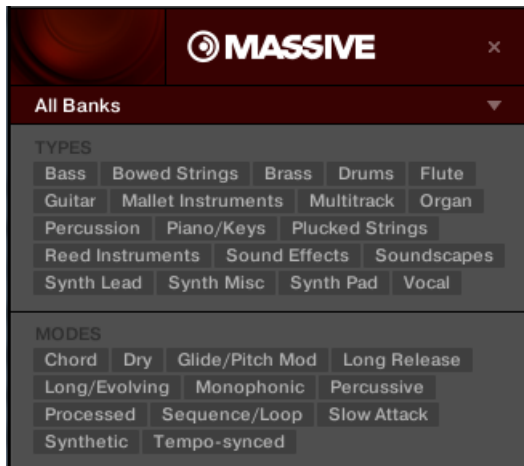 MASSIVE ×
All Banks ▼
TYPES
Bass Bowed Strings Brass Drums Flute
Guitar Mallet Instruments Multitrack Organ
Percussion Piano/Keys Plucked Strings
Reed Instruments Sound Effects Soundscapes
Synth Lead Synth Misc Synth Pad Vocal
MODES
Chord Dry Glide/Pitch Mod Long Release
Long/Evolving Monophonic Percussive
Processed Sequence/Loop Slow Attack
Synthetic Tempo-synced